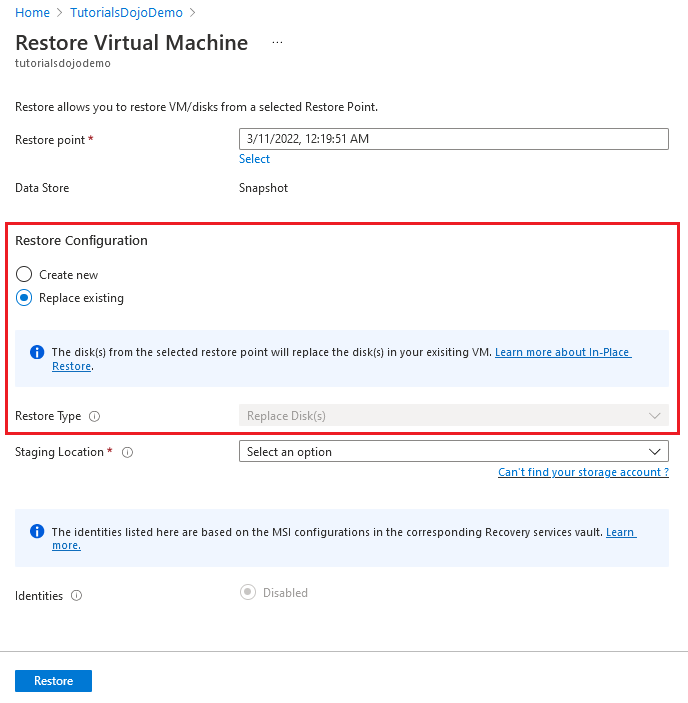 Home > TutorialsDojoDemo >
Restore Virtual Machine ...
tutorialsdojodemo
Restore allows you to restore VM/disks from a selected Restore Point.
Restore point * 3/11/2022, 12:19:51 AM
Select
Data Store Snapshot
Restore Configuration
Create new
Replace existing
The disk(s) from the selected restore point will replace the disk(s) in your exisiting VM. Learn more about In-Place
Restore.
Restore Type Replace Disk(s)
Staging Location * Select an option
Can't find your storage account ?
The identities listed here are based on the MSI configurations in the corresponding Recovery services vault. Learn
more.
Identities Disabled
Restore